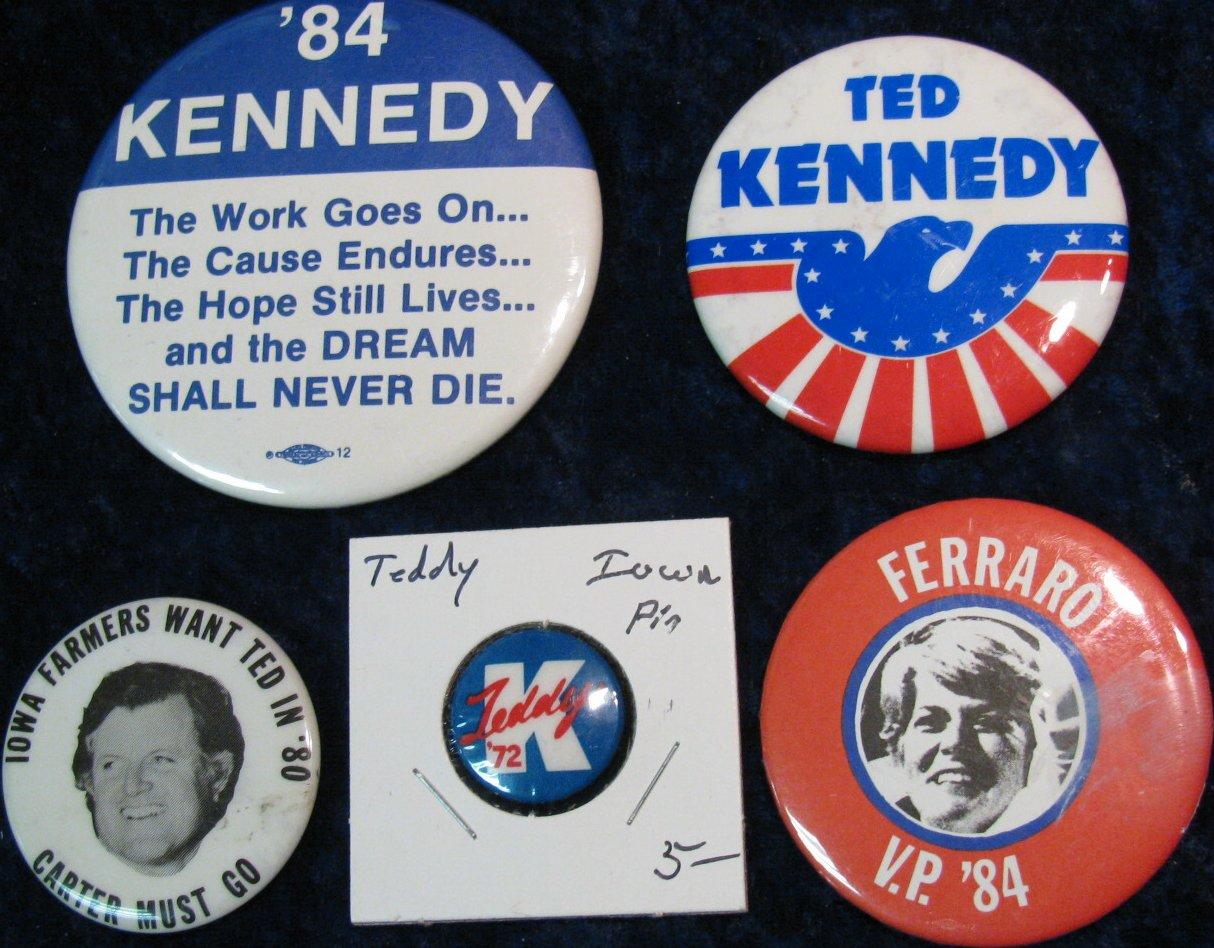 '84
KENNEDY
The Work Goes On...
The Cause Endures...
The Hope Still Lives...
and the DREAM
SHALL NEVER DIE.
12
TED
KENNEDY
IOWA FARMERS WANT TED IN '80
CARTER MUST GO
Teddy Iowa
Pin
K
Teddy
'72
5—
FERRARO
V.P. '84